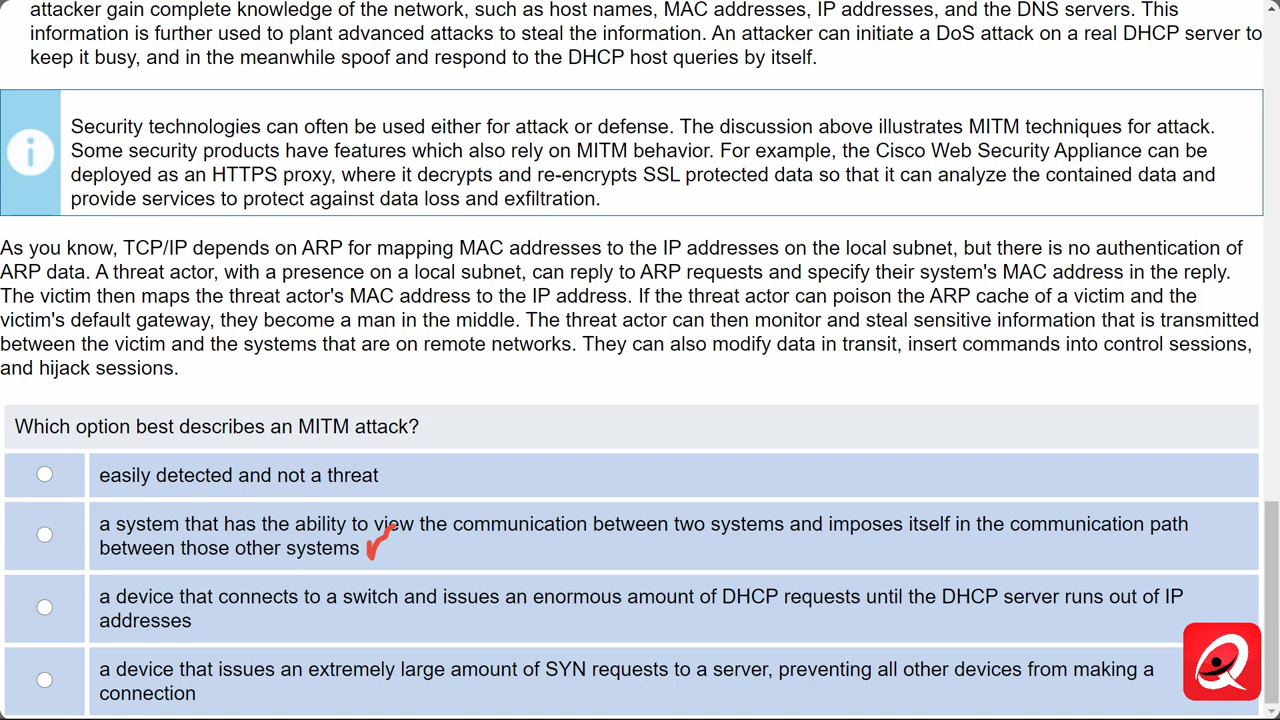 attacker gain complete knowledge of the network, such as host names, MAC addresses, IP addresses, and the DNS servers. This
information is further used to plant advanced attacks to steal the information. An attacker can initiate a DoS attack on a real DHCP server to
keep it busy, and in the meanwhile spoof and respond to the DHCP host queries by itself.
Security technologies can often be used either for attack or defense. The discussion above illustrates MITM techniques for attack.
Some security products have features which also rely on MITM behavior. For example, the Cisco Web Security Appliance can be
deployed as an HTTPS proxy, where it decrypts and re-encrypts SSL protected data so that it can analyze the contained data and
provide services to protect against data loss and exfiltration.
As you know, TCP/IP depends on ARP for mapping MAC addresses to the IP addresses on the local subnet, but there is no authentication of
ARP data. A threat actor, with a presence on a local subnet, can reply to ARP requests and specify their system's MAC address in the reply.
The victim then maps the threat actor's MAC address to the IP address. If the threat actor can poison the ARP cache of a victim and the
victim's default gateway, they become a man in the middle. The threat actor can then monitor and steal sensitive information that is transmitted
between the victim and the systems that are on remote networks. They can also modify data in transit, insert commands into control sessions,
and hijack sessions.
Which option best describes an MITM attack?
easily detected and not a threat
a system that has the ability to view the communication between two systems and imposes itself in the communication path
between those other systems
a device that connects to a switch and issues an enormous amount of DHCP requests until the DHCP server runs out of IP
addresses
a device that issues an extremely large amount of SYN requests to a server, preventing all other devices from making a
connection